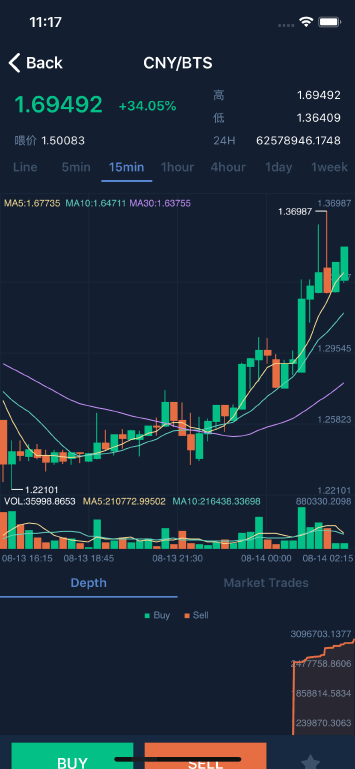 11:17
Back
CNY/BTS
1.69492 +34.05%
高 1.69492
低 1.36409
喂价 1.50083
24H 62578946.1748
Line 5min 15min 1hour 4hour 1day 1week
MA5:1.67735 MA10:1.64711 MA30:1.63755
1.36987
1.36987
1.29545
1.25823
1.22101
1.22101
VOL:35998.8653 MA5:210772.99502 MA10:216438.33698
880330.2098
08-13 16:15 08-13 18:45 08-13 21:30 08-14 00:00 08-14 02:15
Depth Market Trades
Buy Sell
3096703.1377
2477758.8606
1858814.5834
1239870.3063
BUY SELL